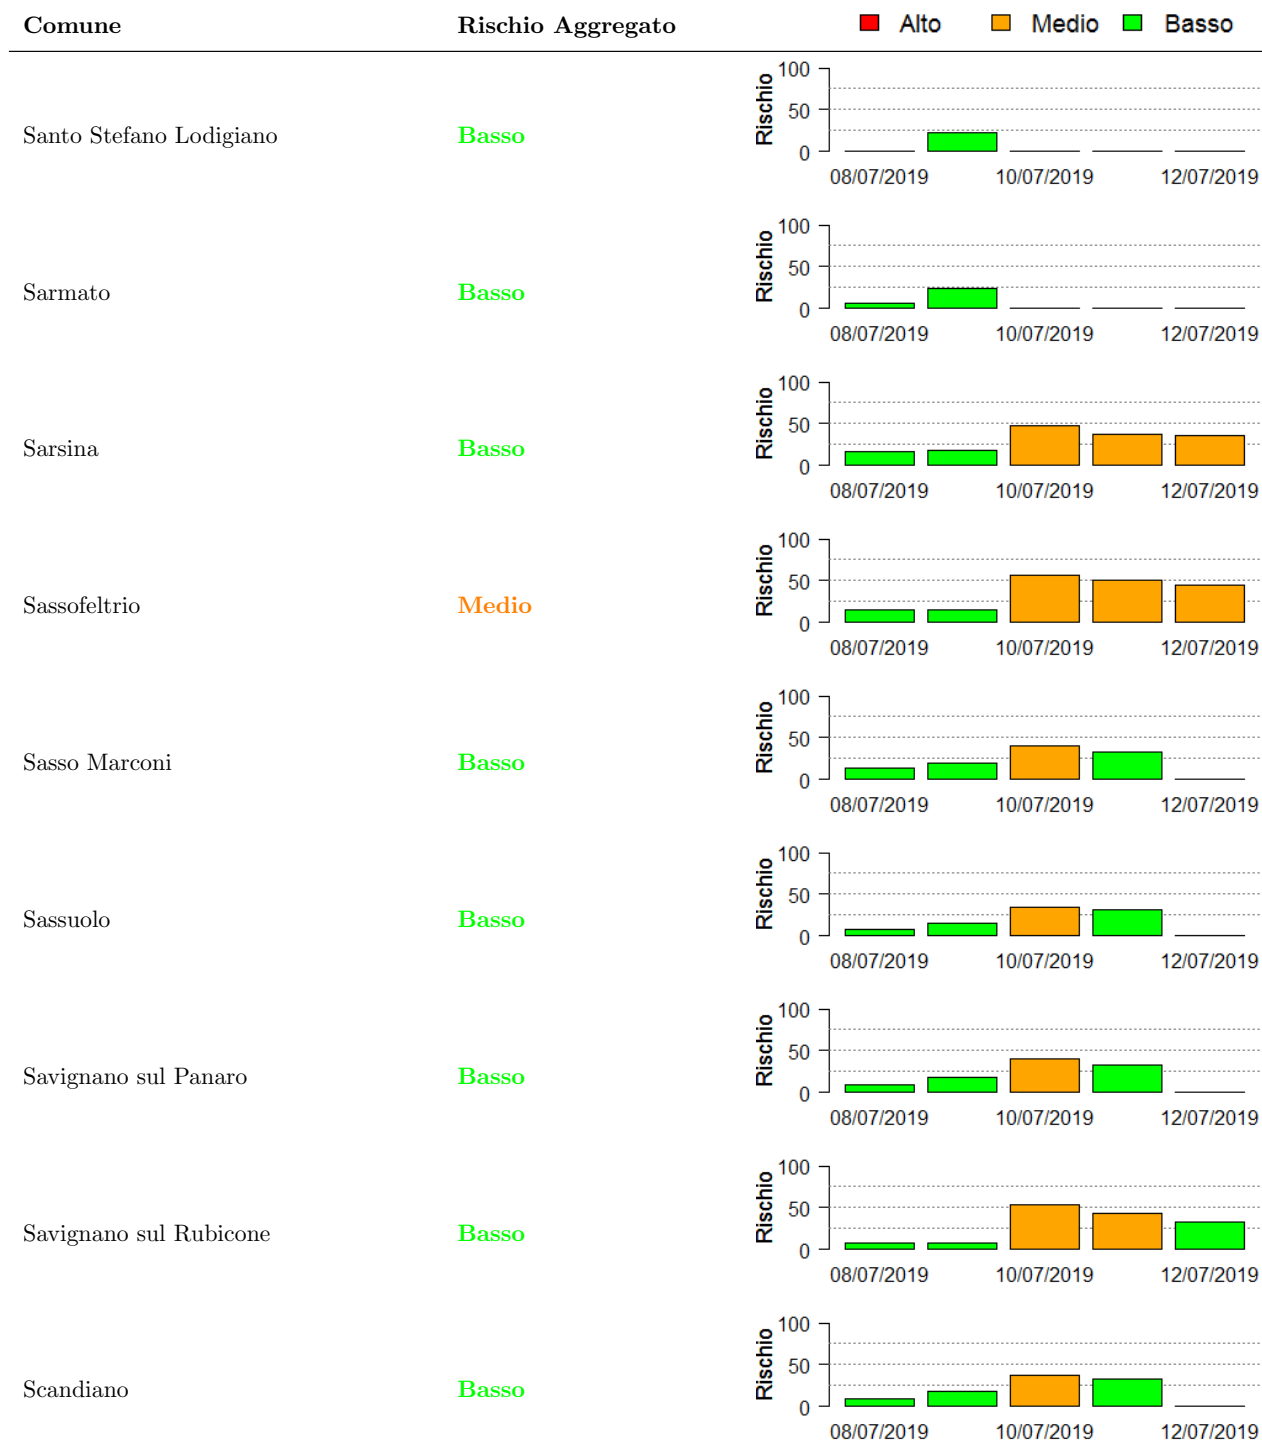 Comune Rischio Aggregato Alto Medio Basso
Santo Stefano Lodigiano Basso Rischio 100 50 0
08/07/2019 10/07/2019 12/07/2019
Sarmato Basso Rischio 100 50 0
08/07/2019 10/07/2019 12/07/2019
Sarsina Basso Rischio 100 50 0
08/07/2019 10/07/2019 12/07/2019
Sassofeltrio Medio Rischio 100 50 0
08/07/2019 10/07/2019 12/07/2019
Sasso Marconi Basso Rischio 100 50 0
08/07/2019 10/07/2019 12/07/2019
Sassuolo Basso Rischio 100 50 0
08/07/2019 10/07/2019 12/07/2019
Savignano sul Panaro Basso Rischio 100 50 0
08/07/2019 10/07/2019 12/07/2019
Savignano sul Rubicone Basso Rischio 100 50 0
08/07/2019 10/07/2019 12/07/2019
Scandiano Basso Rischio 100 50 0
08/07/2019 10/07/2019 12/07/2019